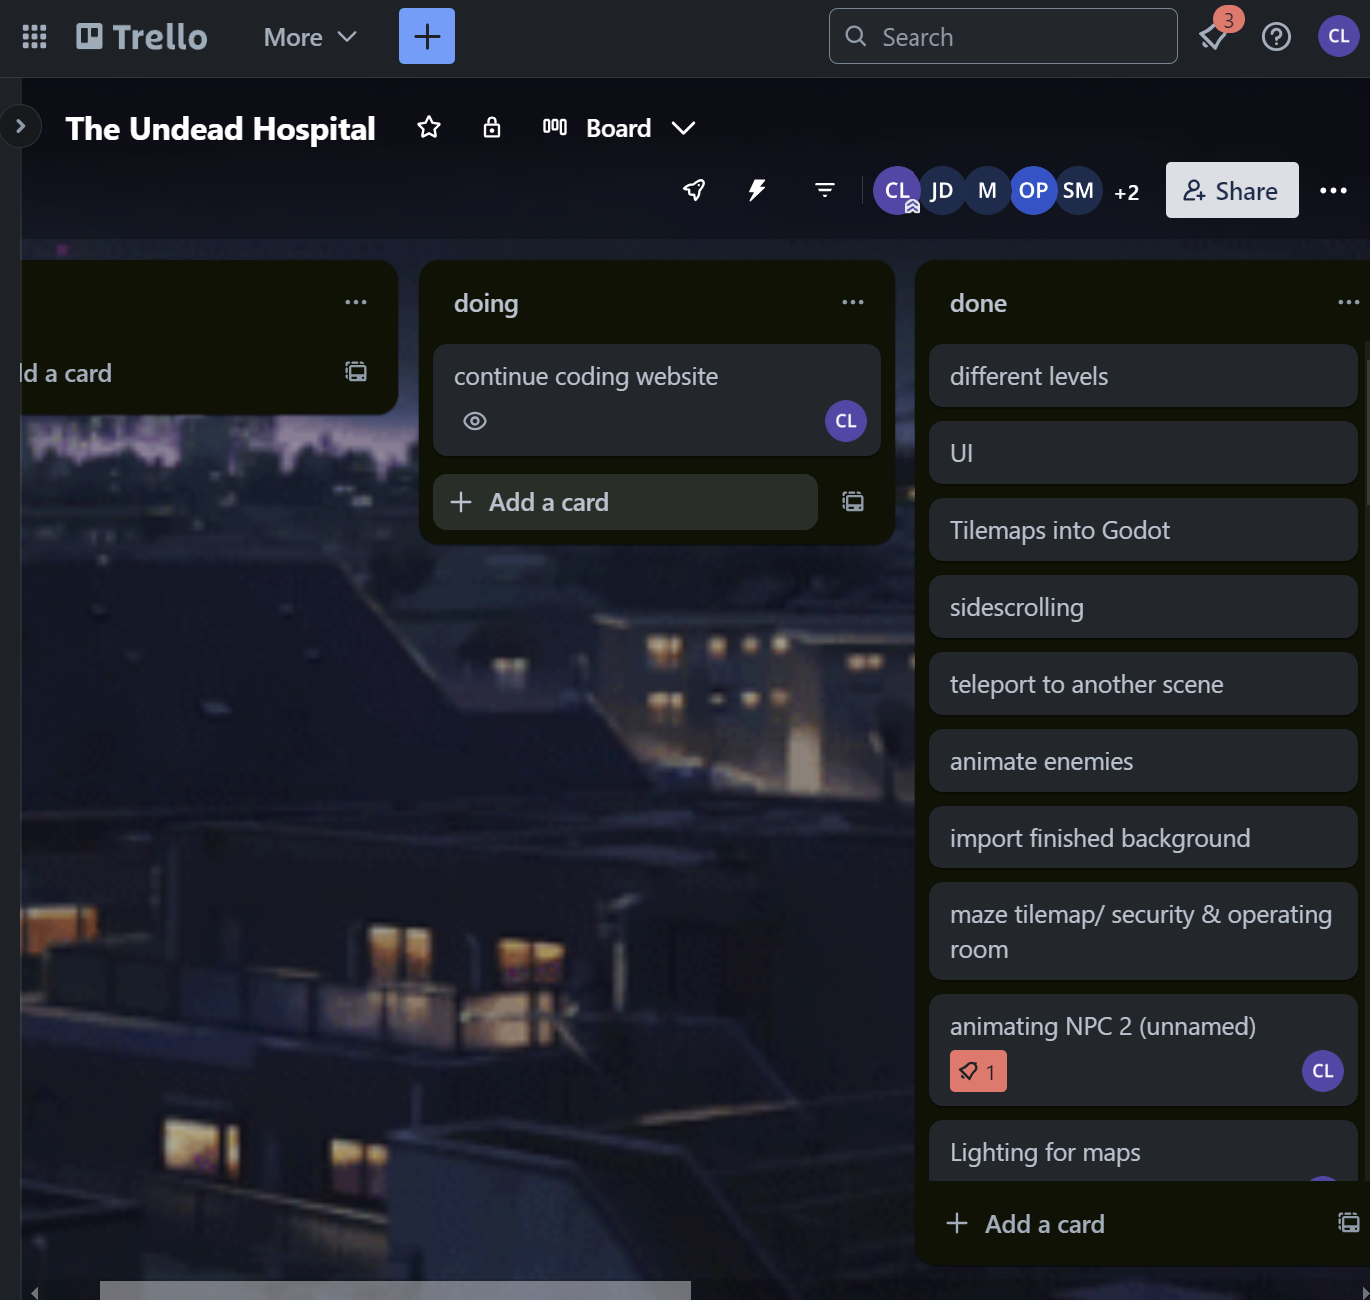 Trello
More
Search
3
CL
The Undead Hospital
Board
CL
JD
M
OP
SM
+2
Share
d a card
doing
continue coding website
CL
Add a card
done
different levels
UI
Tilemaps into Godot
sidescrolling
teleport to another scene
animate enemies
import finished background
maze tilemap/ security & operating
room
animating NPC 2 (unnamed)
1
CL
Lighting for maps
Add a card